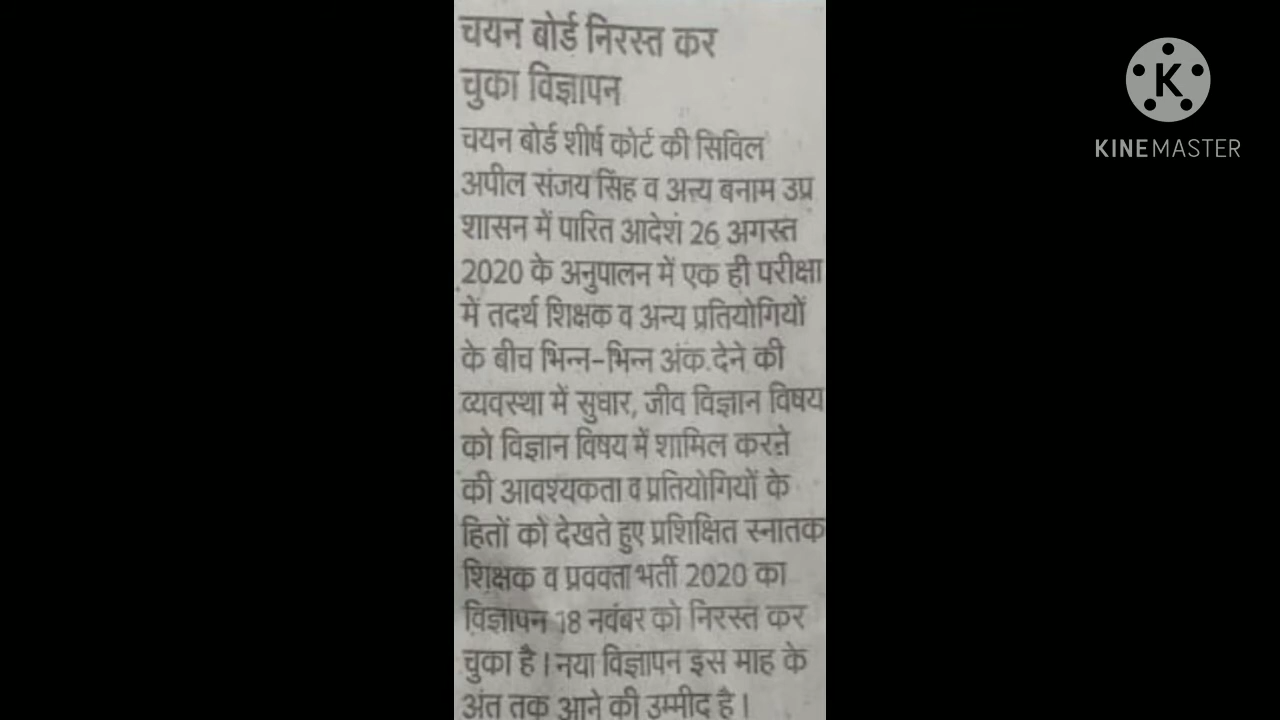 चयन बोर्ड निरस्त कर
चुका विज्ञापन
चयन बोर्ड शीर्ष कोर्ट की सिविल
अपील संजय सिंह व अन्य बनाम उप्र
शासन में पारित आदेश 26 अगस्त
2020 के अनुपालन में एक ही परीक्षा
में तदर्थ शिक्षक व अन्य प्रतियोगियों
के बीच भिन्न-भिन्न अंक देने की
व्यवस्था में सुधार, जीव विज्ञान विषय
को विज्ञान विषय में शामिल करने
की आवश्यकता व प्रतियोगियों के
हितों को देखते हुए प्रशिक्षित स्नातक
शिक्षक व प्रवक्ता भर्ती 2020 का
विज्ञापन 18 नवंबर को निरस्त कर
चुका है। नया विज्ञापन इस माह के
अंत तक आने की उम्मीद है।
K
KINEMASTER